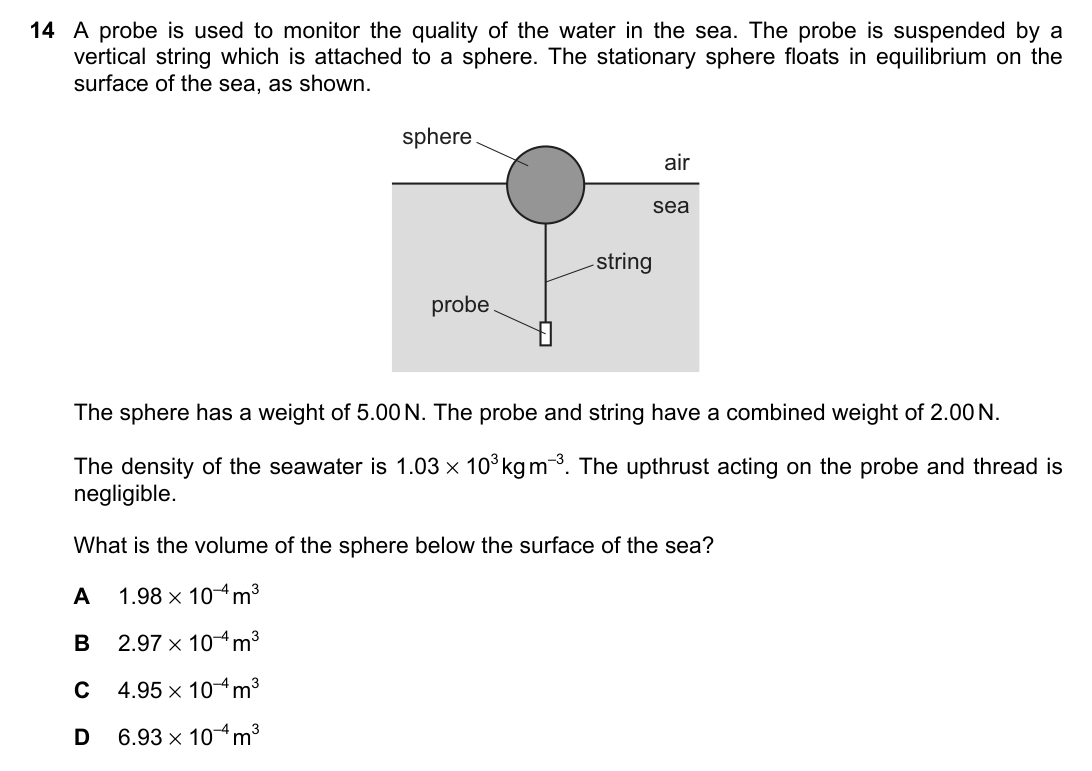 14 A probe is used to monitor the quality of the water in the sea. The probe is suspended by a
vertical string which is attached to a sphere. The stationary sphere floats in equilibrium on the
surface of the sea, as shown.
sphere
air
sea
string
probe
The sphere has a weight of 5.00 N. The probe and string have a combined weight of 2.00 N.
The density of the seawater is 1.03 × 10³ kg m⁻³. The upthrust acting on the probe and thread is
negligible.
What is the volume of the sphere below the surface of the sea?
A 1.98 × 10⁻⁴ m³
B 2.97 × 10⁻⁴ m³
C 4.95 × 10⁻⁴ m³
D 6.93 × 10⁻⁴ m³